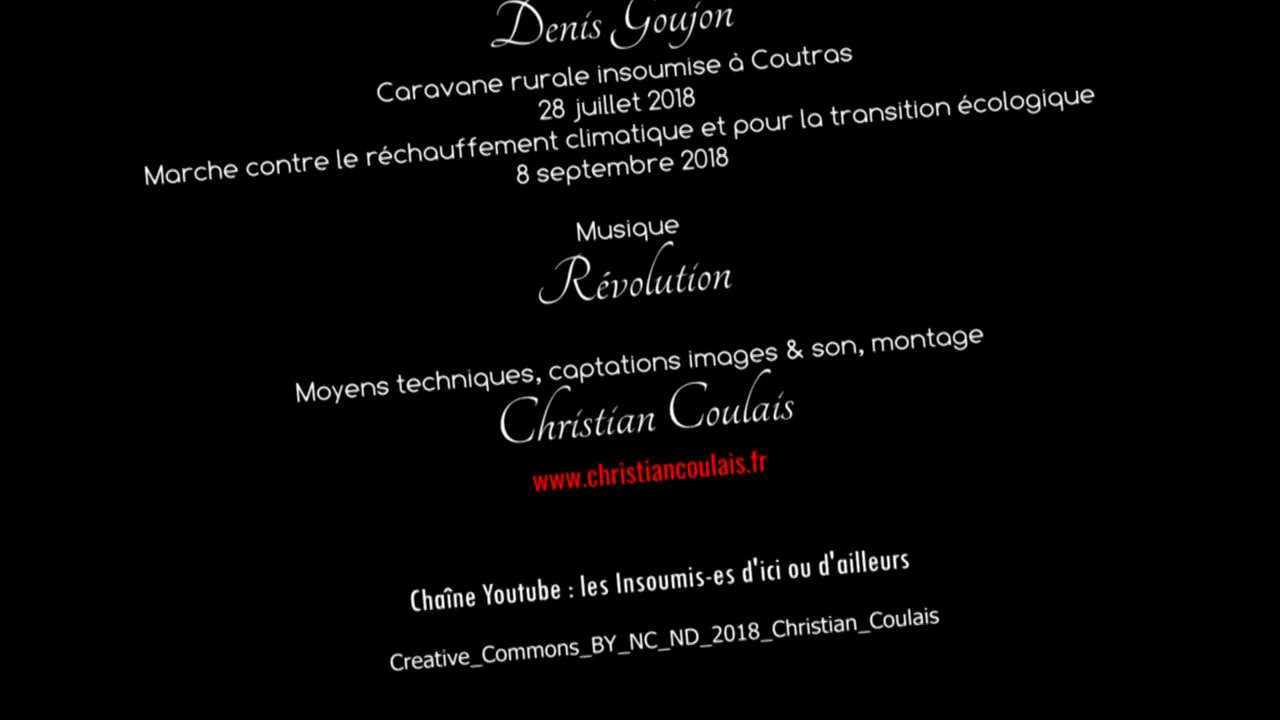 Denis Goujon
Caravane rurale insoumise à Coutras
28 juillet 2018
Marche contre le réchauffement climatique et pour la transition écologique
8 septembre 2018
Musique
Révolution
Moyens techniques, captations images & son, montage
Christian Coulais
www.christiancoulais.fr
Chaîne Youtube : les Insoumis-es d'ici ou d'ailleurs
Creative_Commons_BY_NC_ND_2018_Christian_Coulais